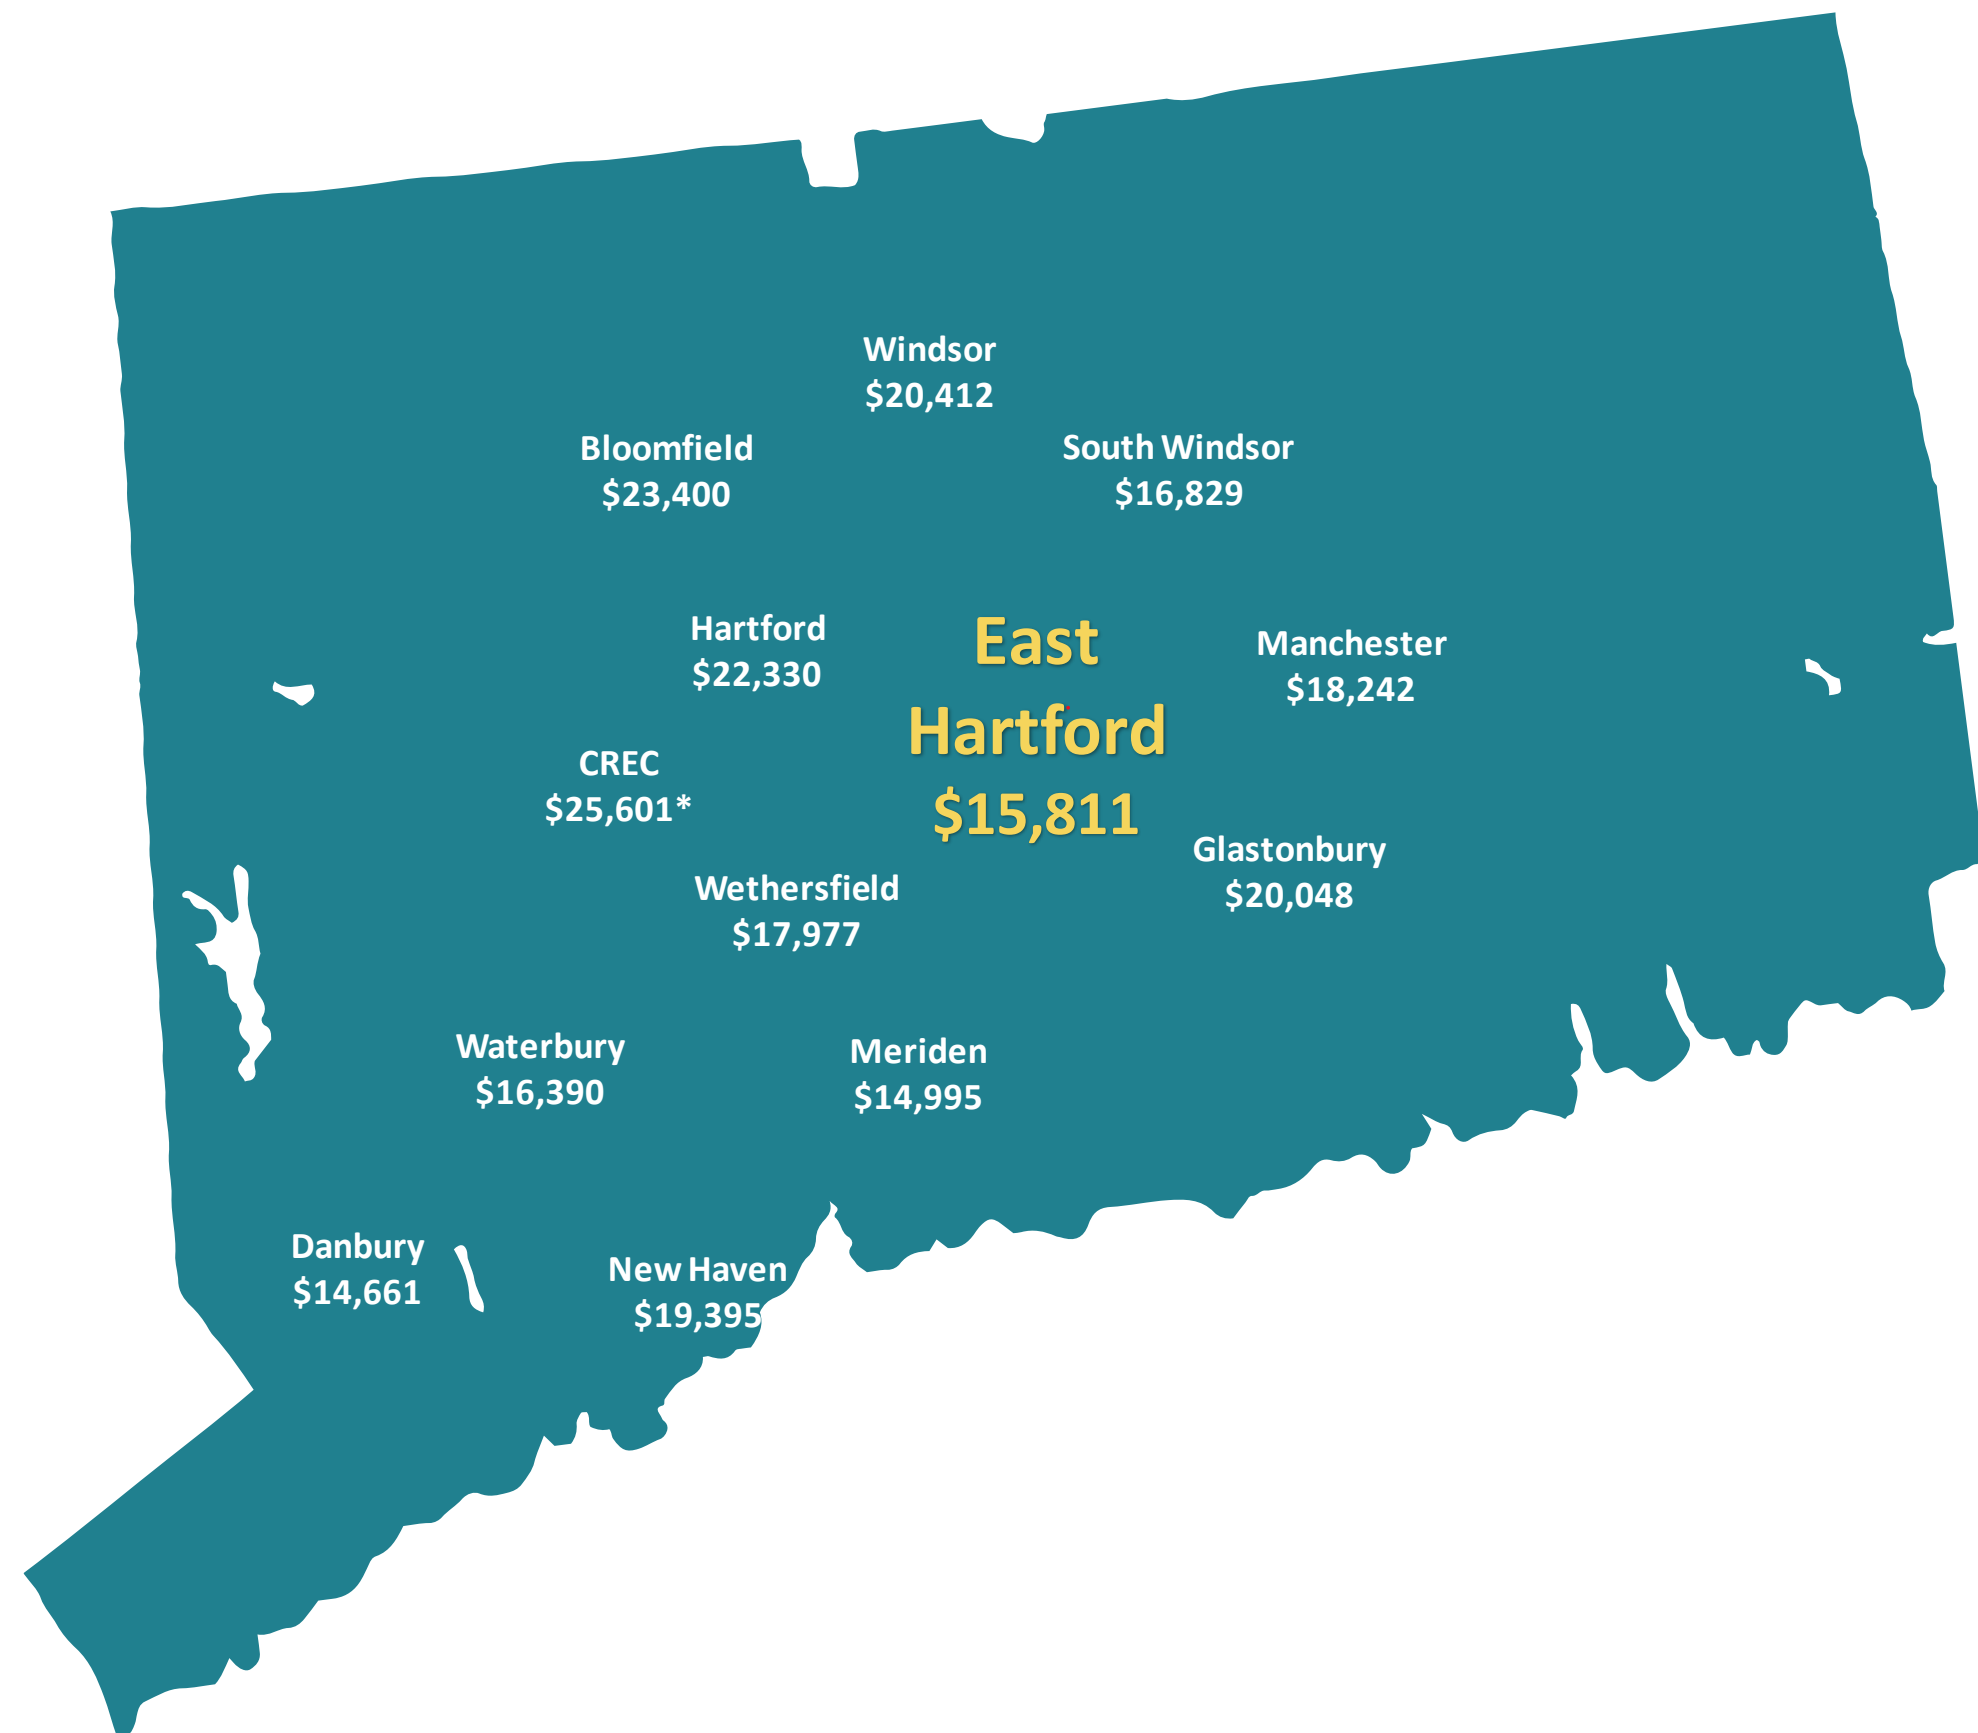 Windsor
$20,412
Bloomfield
$23,400
South Windsor
$16,829
Hartford
$22,330
East
Hartford
$15,811
Manchester
$18,242
CREC
$25,601*
Glastonbury
$20,048
Wethersfield
$17,977
Waterbury
$16,390
Meriden
$14,995
Danbury
$14,661
New Haven
$19,395